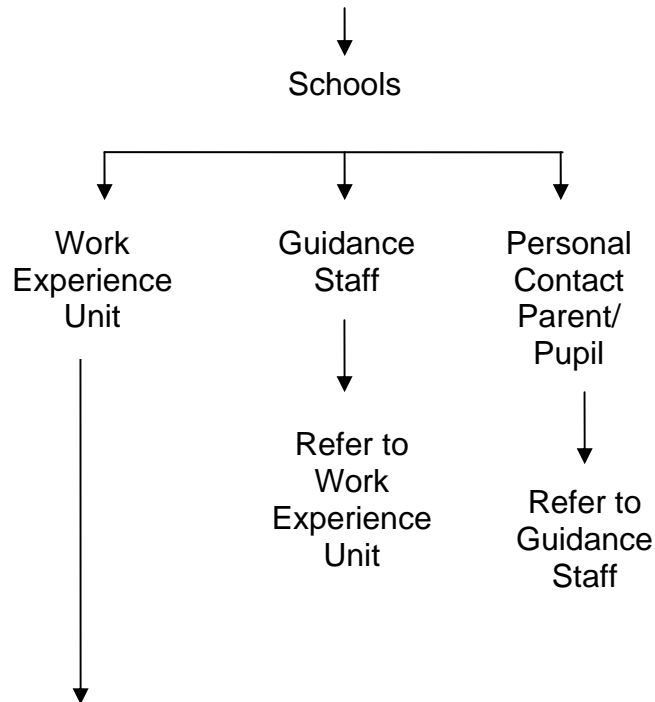 Schools
Work
Experience
Unit
Guidance
Staff
Personal
Contact
Parent/
Pupil
Refer to
Work
Experience
Unit
Refer to
Guidance
Staff